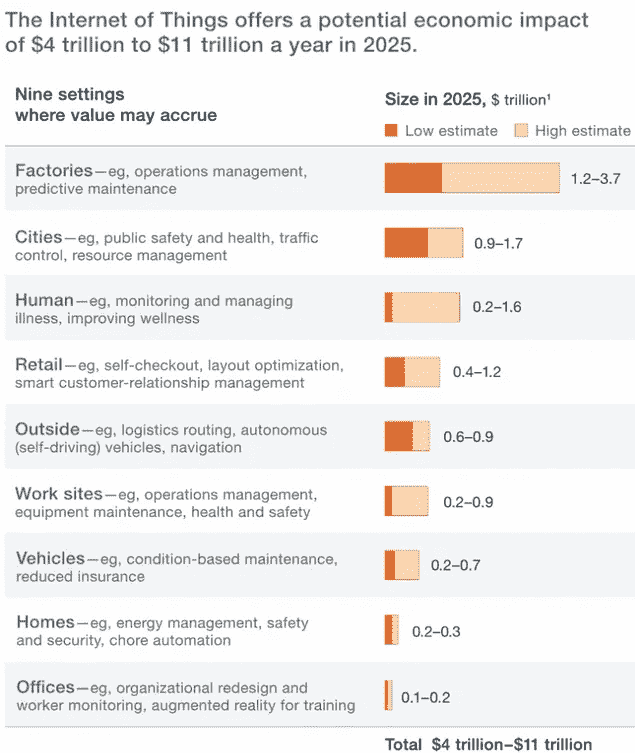 The Internet of Things offers a potential economic impact
of $4 trillion to $11 trillion a year in 2025.
Nine settings
where value may accrue
Size in 2025, $ trillion¹
Low estimate High estimate
Factories—eg, operations management,
predictive maintenance
1.2–3.7
Cities—eg, public safety and health, traffic
control, resource management
0.9–1.7
Human—eg, monitoring and managing
illness, improving wellness
0.2–1.6
Retail—eg, self-checkout, layout optimization,
smart customer-relationship management
0.4–1.2
Outside—eg, logistics routing, autonomous
(self-driving) vehicles, navigation
0.6–0.9
Work sites—eg, operations management,
equipment maintenance, health and safety
0.2–0.9
Vehicles—eg, condition-based maintenance,
reduced insurance
0.2–0.7
Homes—eg, energy management, safety
and security, chore automation
0.2–0.3
Offices—eg, organizational redesign and
worker monitoring, augmented reality for training
0.1–0.2
Total $4 trillion–$11 trillion